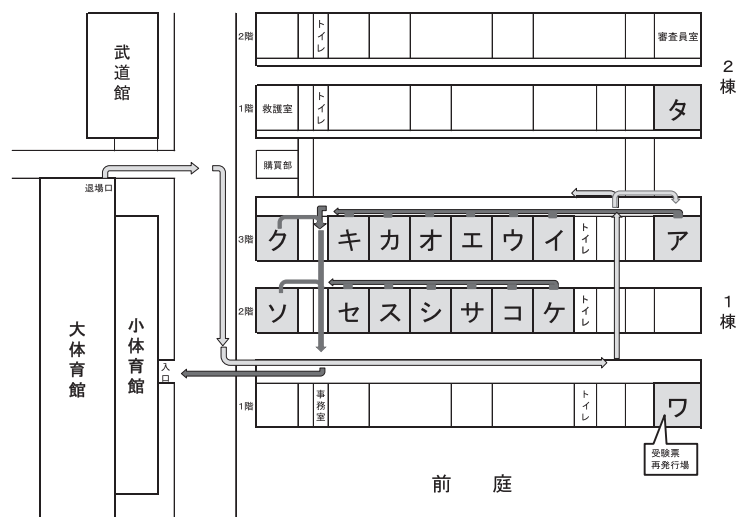 武道館
2階
トイレ
審査員室
2棟
1階
救護室
トイレ
タ
購買部
退場口
3階
ク
キ
カ
オ
エ
ウ
イ
トイレ
ア
2階
ソ
セ
ス
シ
サ
コ
ケ
トイレ
1棟
大体育館
小体育館
入口
1階
事務室
トイレ
ワ
受験票
再発行場
前庭